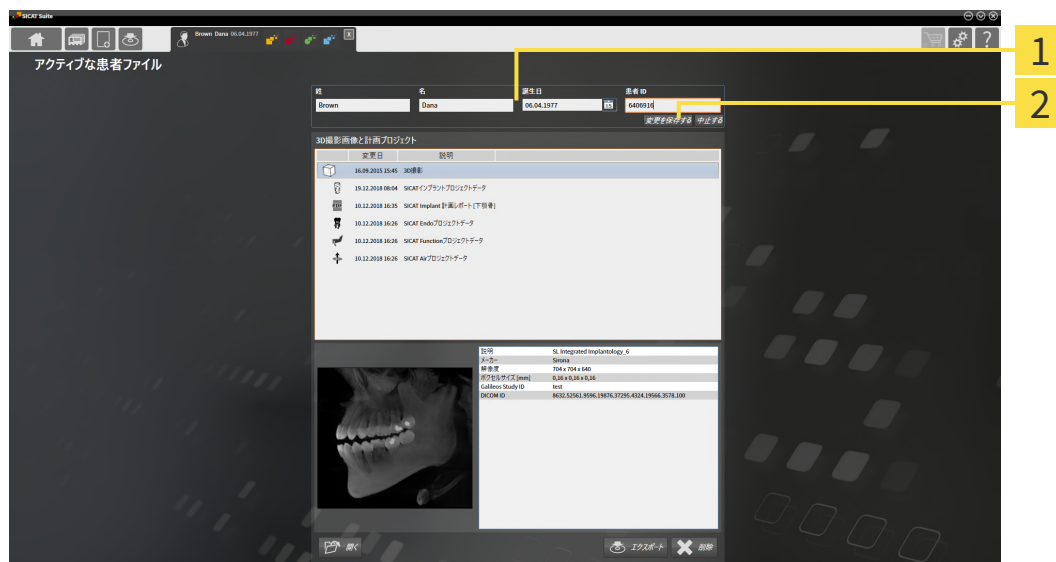 SICAT Suite
Brown Dana 06.04.1977
x
?
アクティブな患者ファイル
1
2
姓 名 誕生日 患者 ID
Brown Dana 06.04.1977 15 6406916
変更を保存する 中止する
3D撮影画像と計画プロジェクト
変更日 説明
16.09.2015 15:45 3D撮影
19.12.2018 08:04 SICATインプラントプロジェクトデータ
10.12.2018 16:35 SICAT Implant 計画レポート [下顎骨]
10.12.2018 16:26 SICAT Endoプロジェクトデータ
10.12.2018 16:26 SICAT Functionプロジェクトデータ
10.12.2018 16:26 SICAT Airプロジェクトデータ
説明 SL Integrated Implantology_6
メーカー Sirona
解像度 704 x 704 x 640
ボクセルサイズ [mm] 0,16 x 0,16 x 0,16
Galileos Study ID test
DICOM ID 8632.52561.9596.19876.37295.4324.19566.3578.100
開く エクスポート 削除